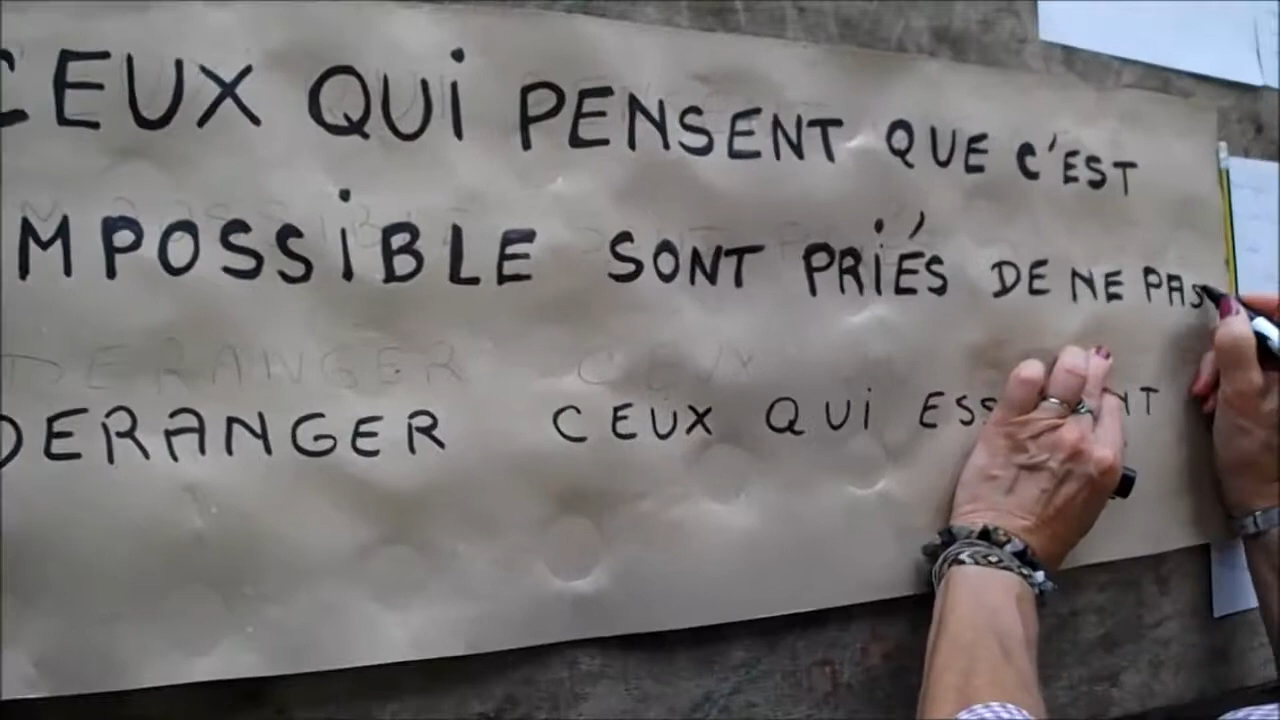 CEUX QUI PENSENT QUE C'EST
MPOSSIBLE SONT PRIÉS DE NE PAS
DERANGER CEUX QUI